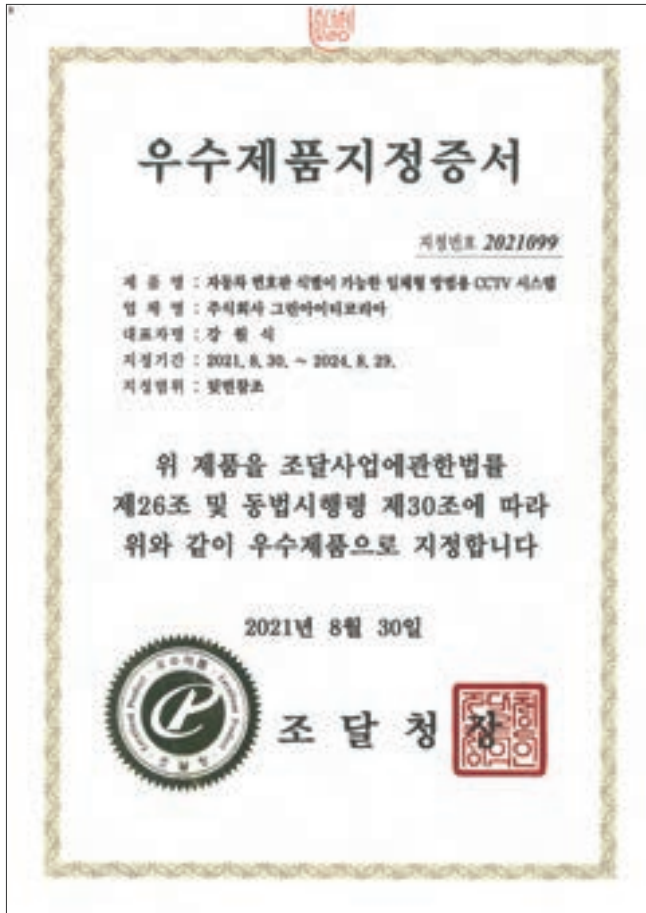 우수제품지정증서
지정번호 2021099
제 품 명 : 자동차 번호판 식별이 가능한 일체형 방범용 CCTV 시스템
업 체 명 : 주식회사 그린아이티코리아
대표자명 : 강 원 식
지정기간 : 2021. 8. 30. ~ 2024. 8. 29.
지정범위 : 뒷면참조
위 제품을 조달사업에관한법률
제26조 및 동법시행령 제30조에 따라
위와 같이 우수제품으로 지정합니다
2021년 8월 30일
조 달 청 장